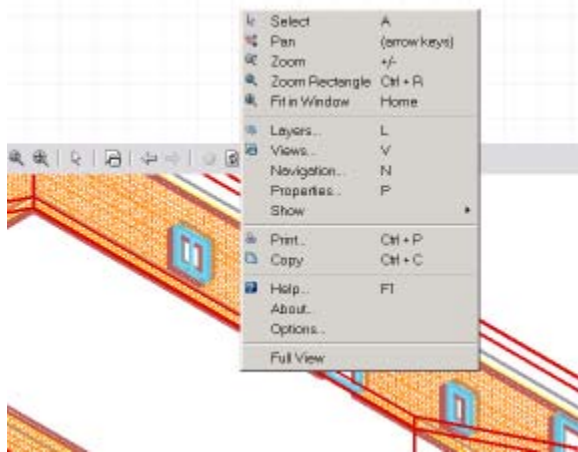 Select A
Pan (arrow keys)
Zoom +/-
Zoom Rectangle Ctrl + R
Fit in Window Home
Layers... L
Views... V
Navigation... N
Properties... P
Show
Print... Ctrl + P
Copy Ctrl + C
Help... F1
About...
Options...
Full View